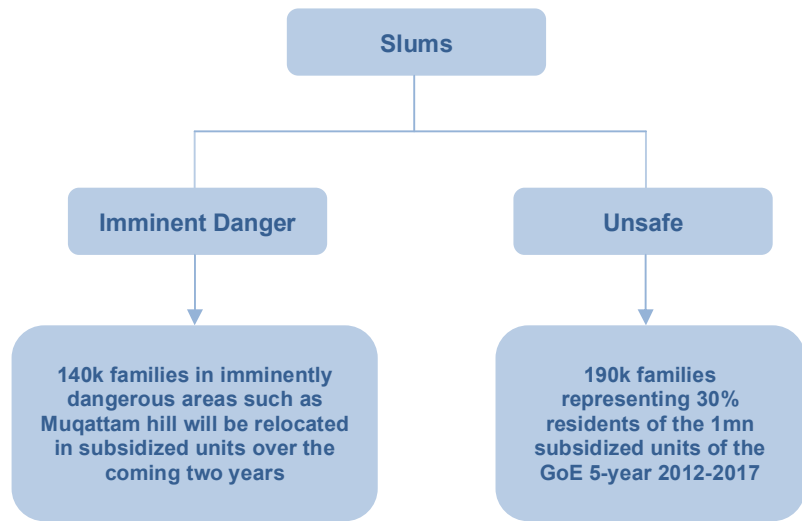 Slums
Imminent Danger
Unsafe
140k families in imminently
dangerous areas such as
Muqattam hill will be relocated
in subsidized units over the
coming two years
190k families
representing 30%
residents of the 1mn
subsidized units of the
GoE 5-year 2012-2017